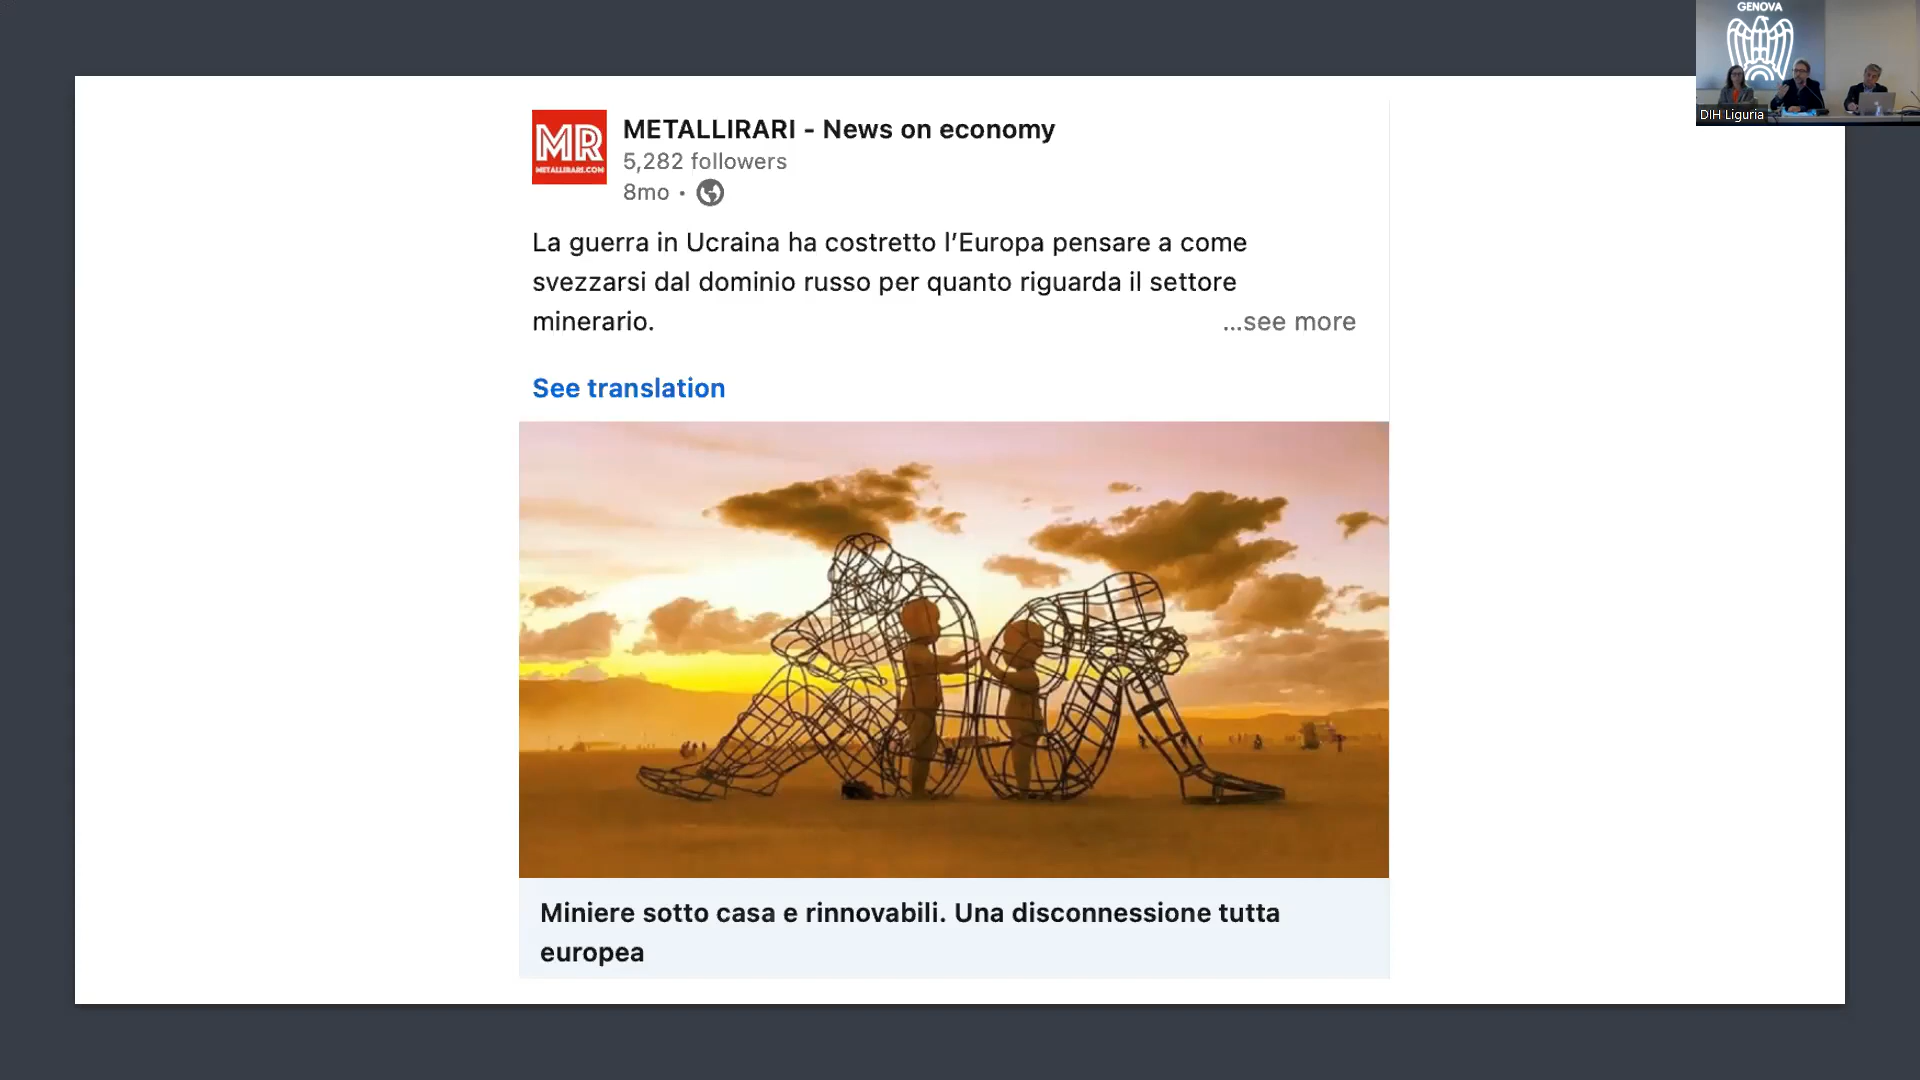 GENOVA
DIH Liguria
MR
METALLIRARI.COM
METALLIRARI - News on economy
5,282 followers
8mo •
La guerra in Ucraina ha costretto l’Europa pensare a come
svezzarsi dal dominio russo per quanto riguarda il settore
minerario.
...see more
See translation
Miniere sotto casa e rinnovabili. Una disconnessione tutta
europea